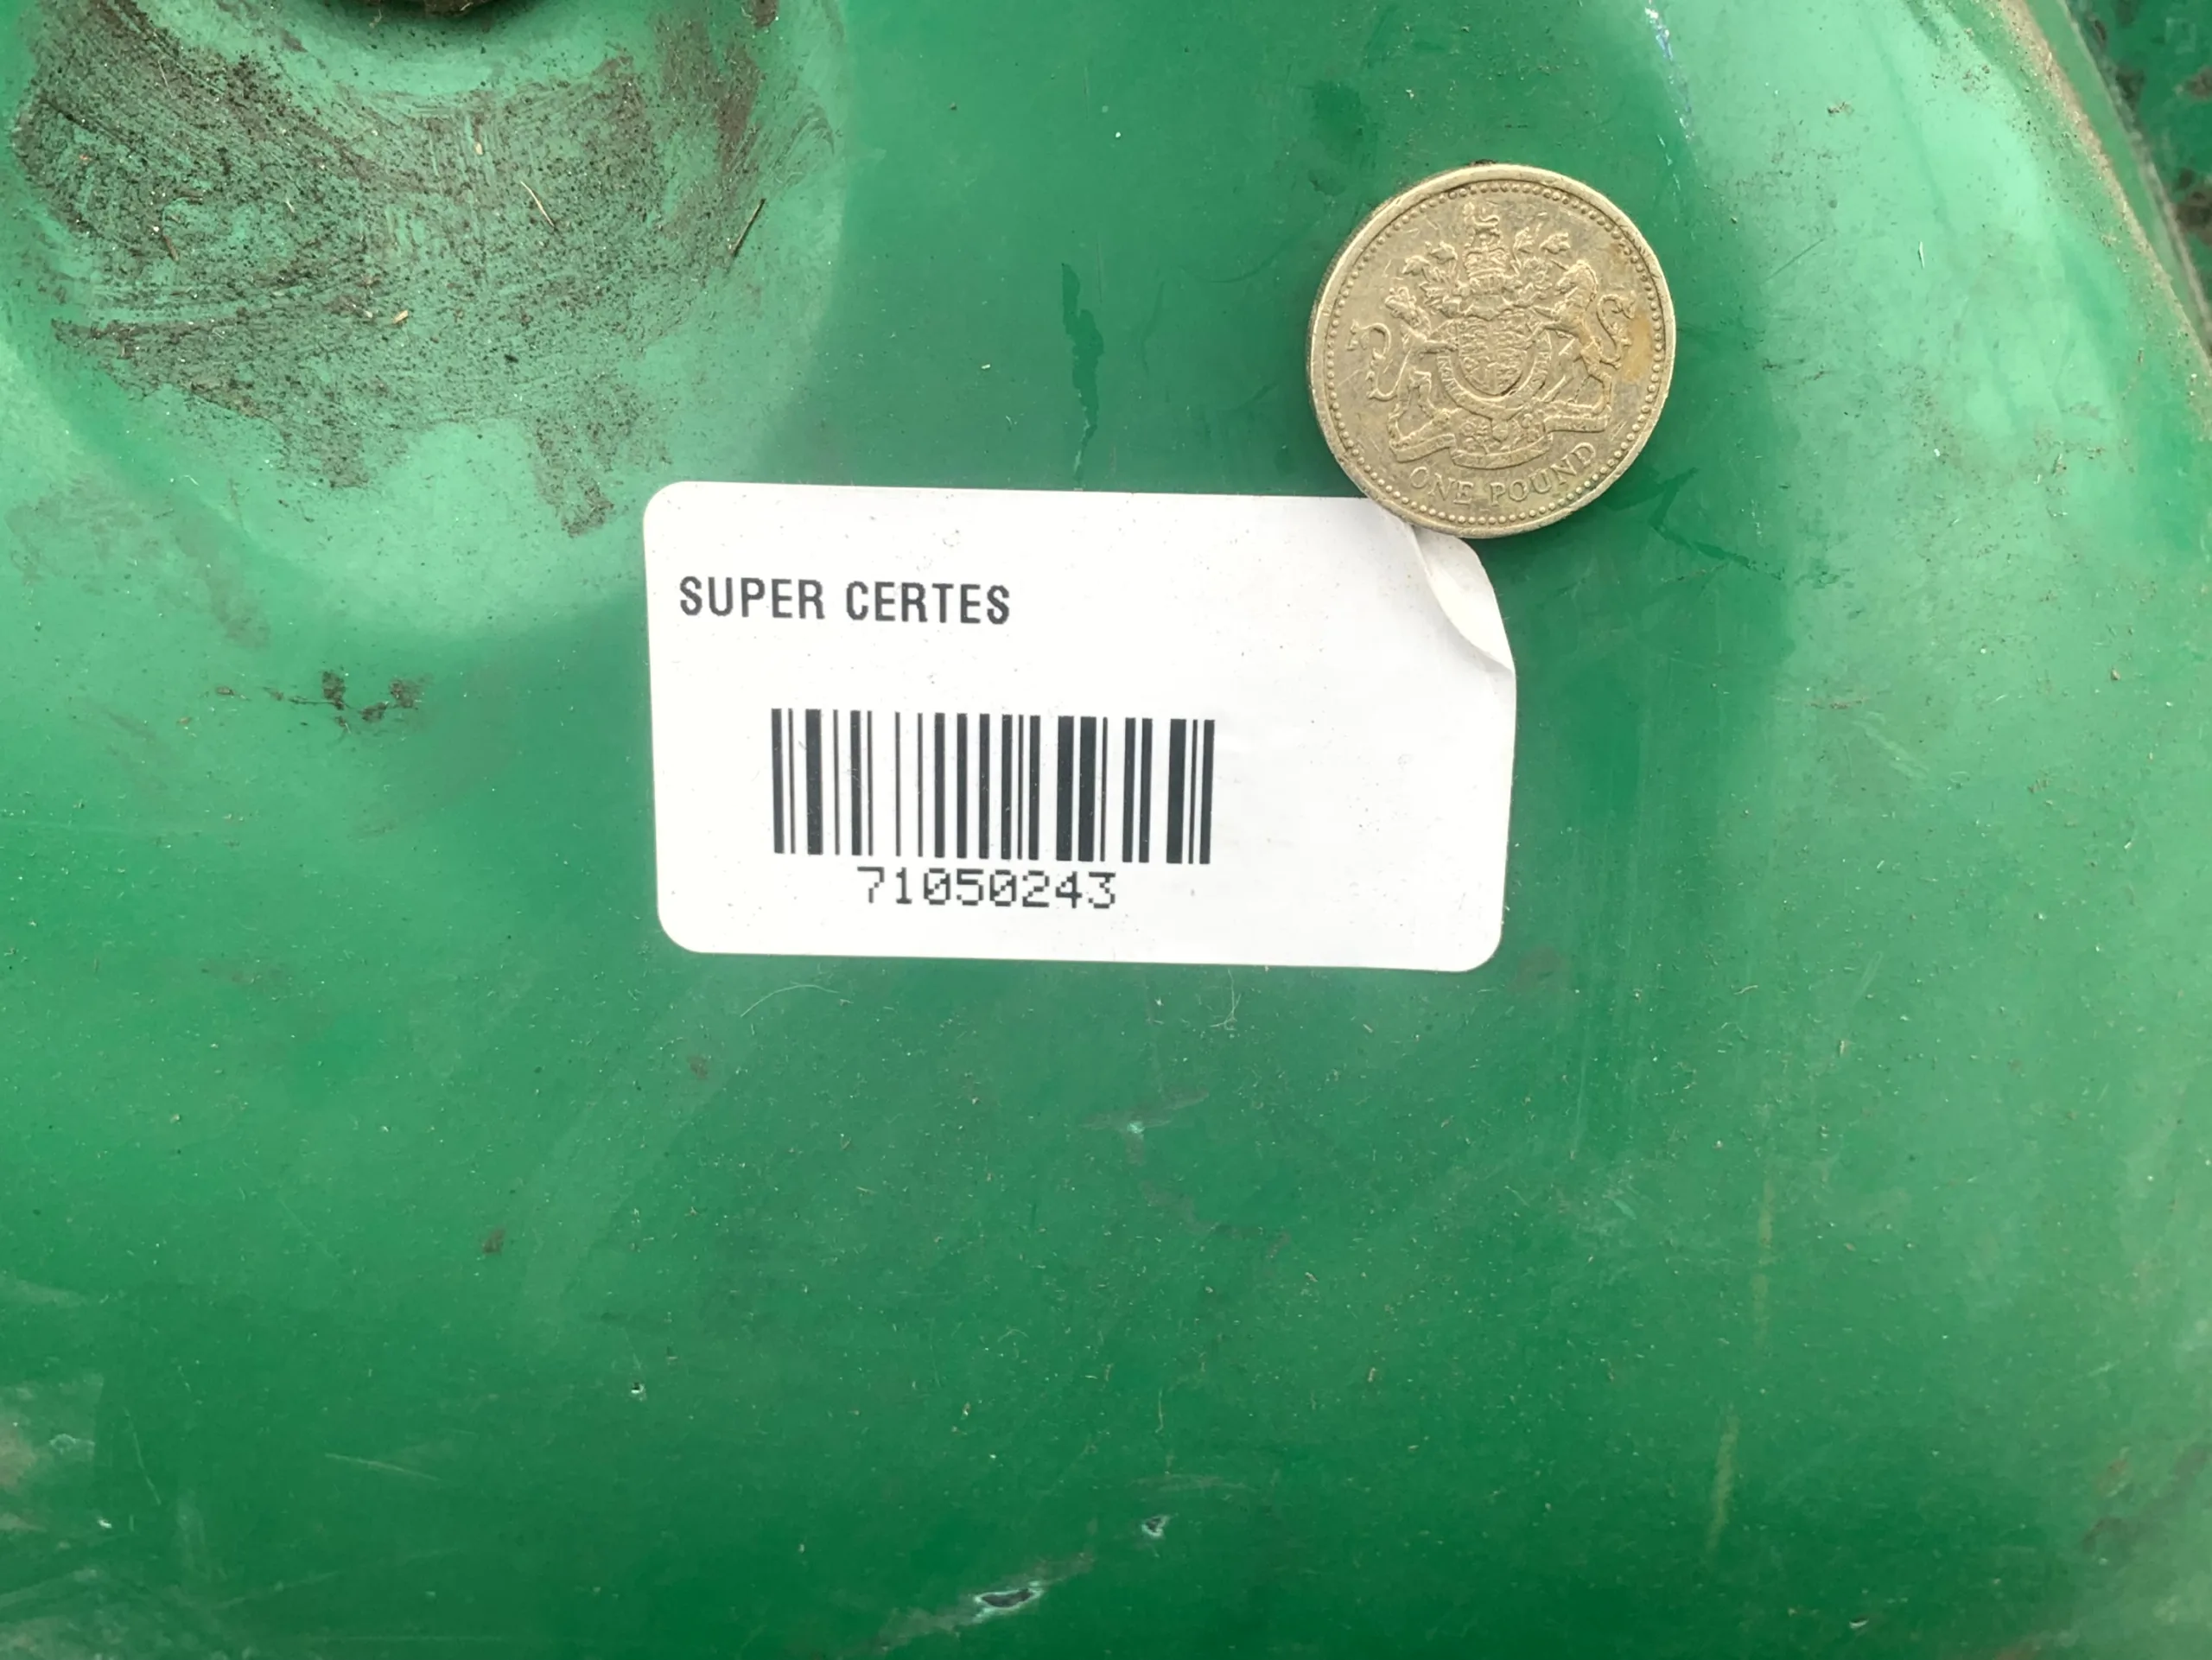 ONE POUND
SUPER CERTES
71050243